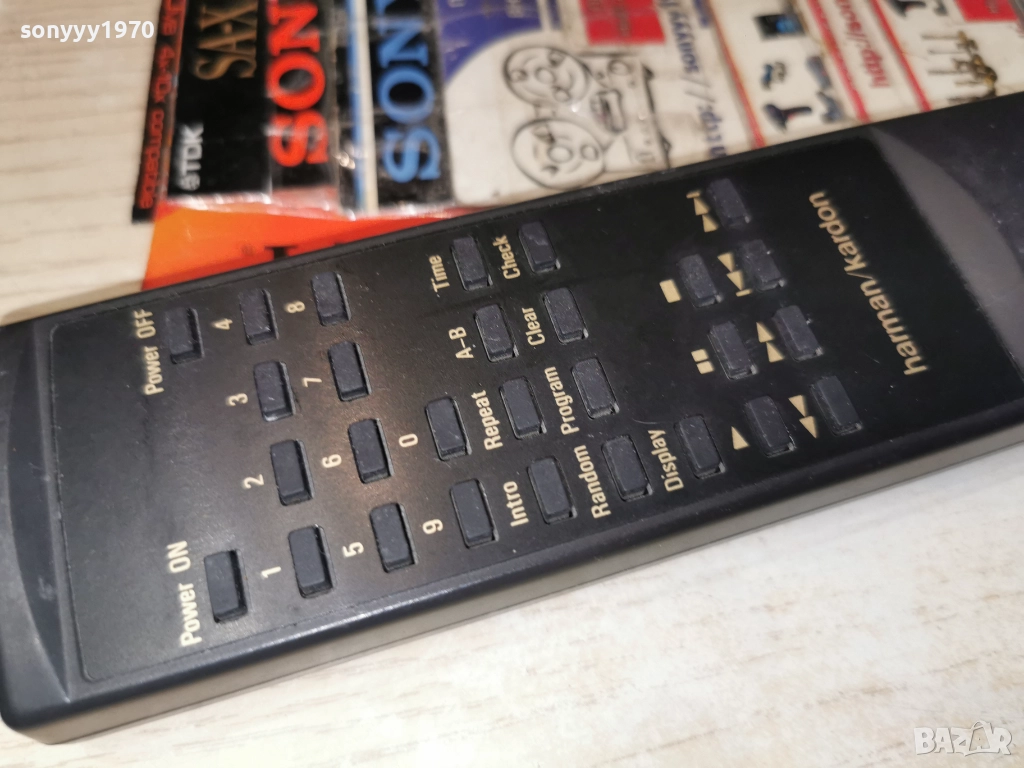 sonyyy1970
SA-X
TDK
SONY
Power OFF
4
8
Time
Check
3
7
A-B
Clear
2
6
0
Repeat
Program
Power ON
1
5
9
Intro
Random
Display
harman/kardon
BAZAR